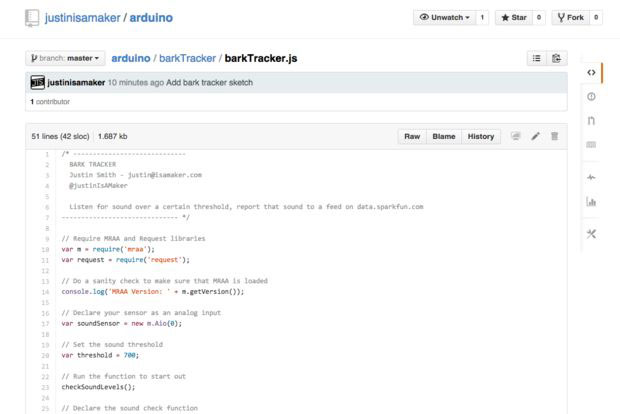 justinisamaker / arduino
Unwatch 1 Star 0 Fork 0
branch: master arduino / barkTracker / barkTracker.js
justinisamaker 10 minutes ago Add bark tracker sketch
1 contributor
51 lines (42 sloc) 1.687 kb Raw Blame History
1 /* -----------------------------
2 BARK TRACKER
3 Justin Smith - justin@isamaker.com
4 @justinIsAMaker
5
6 Listen for sound over a certain threshold, report that sound to a feed on data.sparkfun.com
7 ------------------------------ */
8
9 // Require MRAA and Request libraries
10 var m = require('mraa');
11 var request = require('request');
12
13 // Do a sanity check to make sure that MRAA is loaded
14 console.log('MRAA Version: ' + m.getVersion());
15
16 // Declare your sensor as an analog input
17 var soundSensor = new m.Aio(0);
18
19 // Set the sound threshold
20 var threshold = 700;
21
22 // Run the function to start out
23 checkSoundLevels();
24
25 // Declare the sound check function